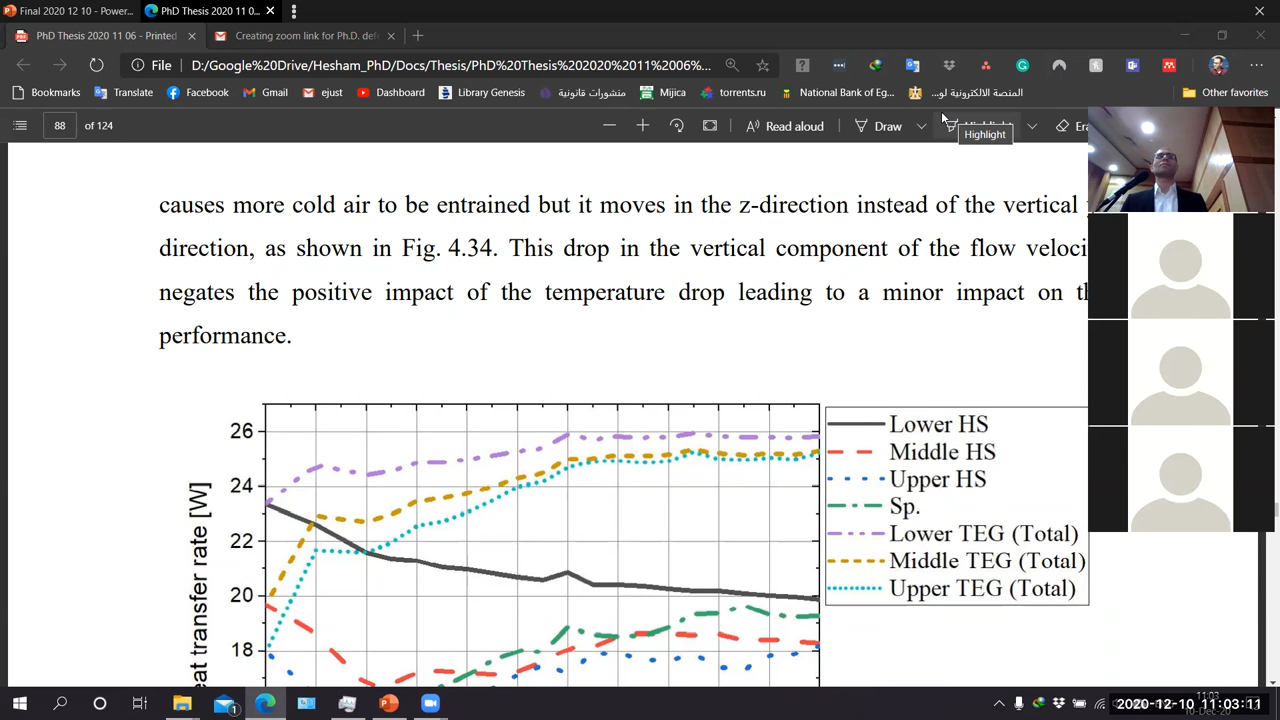 Final 2020 12 10 - Power...
PhD Thesis 2020 11 0...
PhD Thesis 2020 11 06 - Printed
Creating zoom link for Ph.D. def
File
D:/Google%20Drive/Hesham_PhD/Docs/Thesis/PhD%20Thesis%202020%2011%2006%...
Bookmarks
Translate
Facebook
Gmail
ejust
Dashboard
Library Genesis
منشورات قانونية
Mijica
torrents.ru
National Bank of Eg...
المنصة الالكترونية لو...
Other favorites
88 of 124
Read aloud
Draw
Highlight
Era
Highlight
causes more cold air to be entrained but it moves in the z-direction instead of the vertical
direction, as shown in Fig. 4.34. This drop in the vertical component of the flow veloci
negates the positive impact of the temperature drop leading to a minor impact on th
performance.
26
24
22
20
18
eat transfer rate [W]
Lower HS
Middle HS
Upper HS
Sp.
Lower TEG (Total)
Middle TEG (Total)
Upper TEG (Total)
2020-12-10 11:03:11